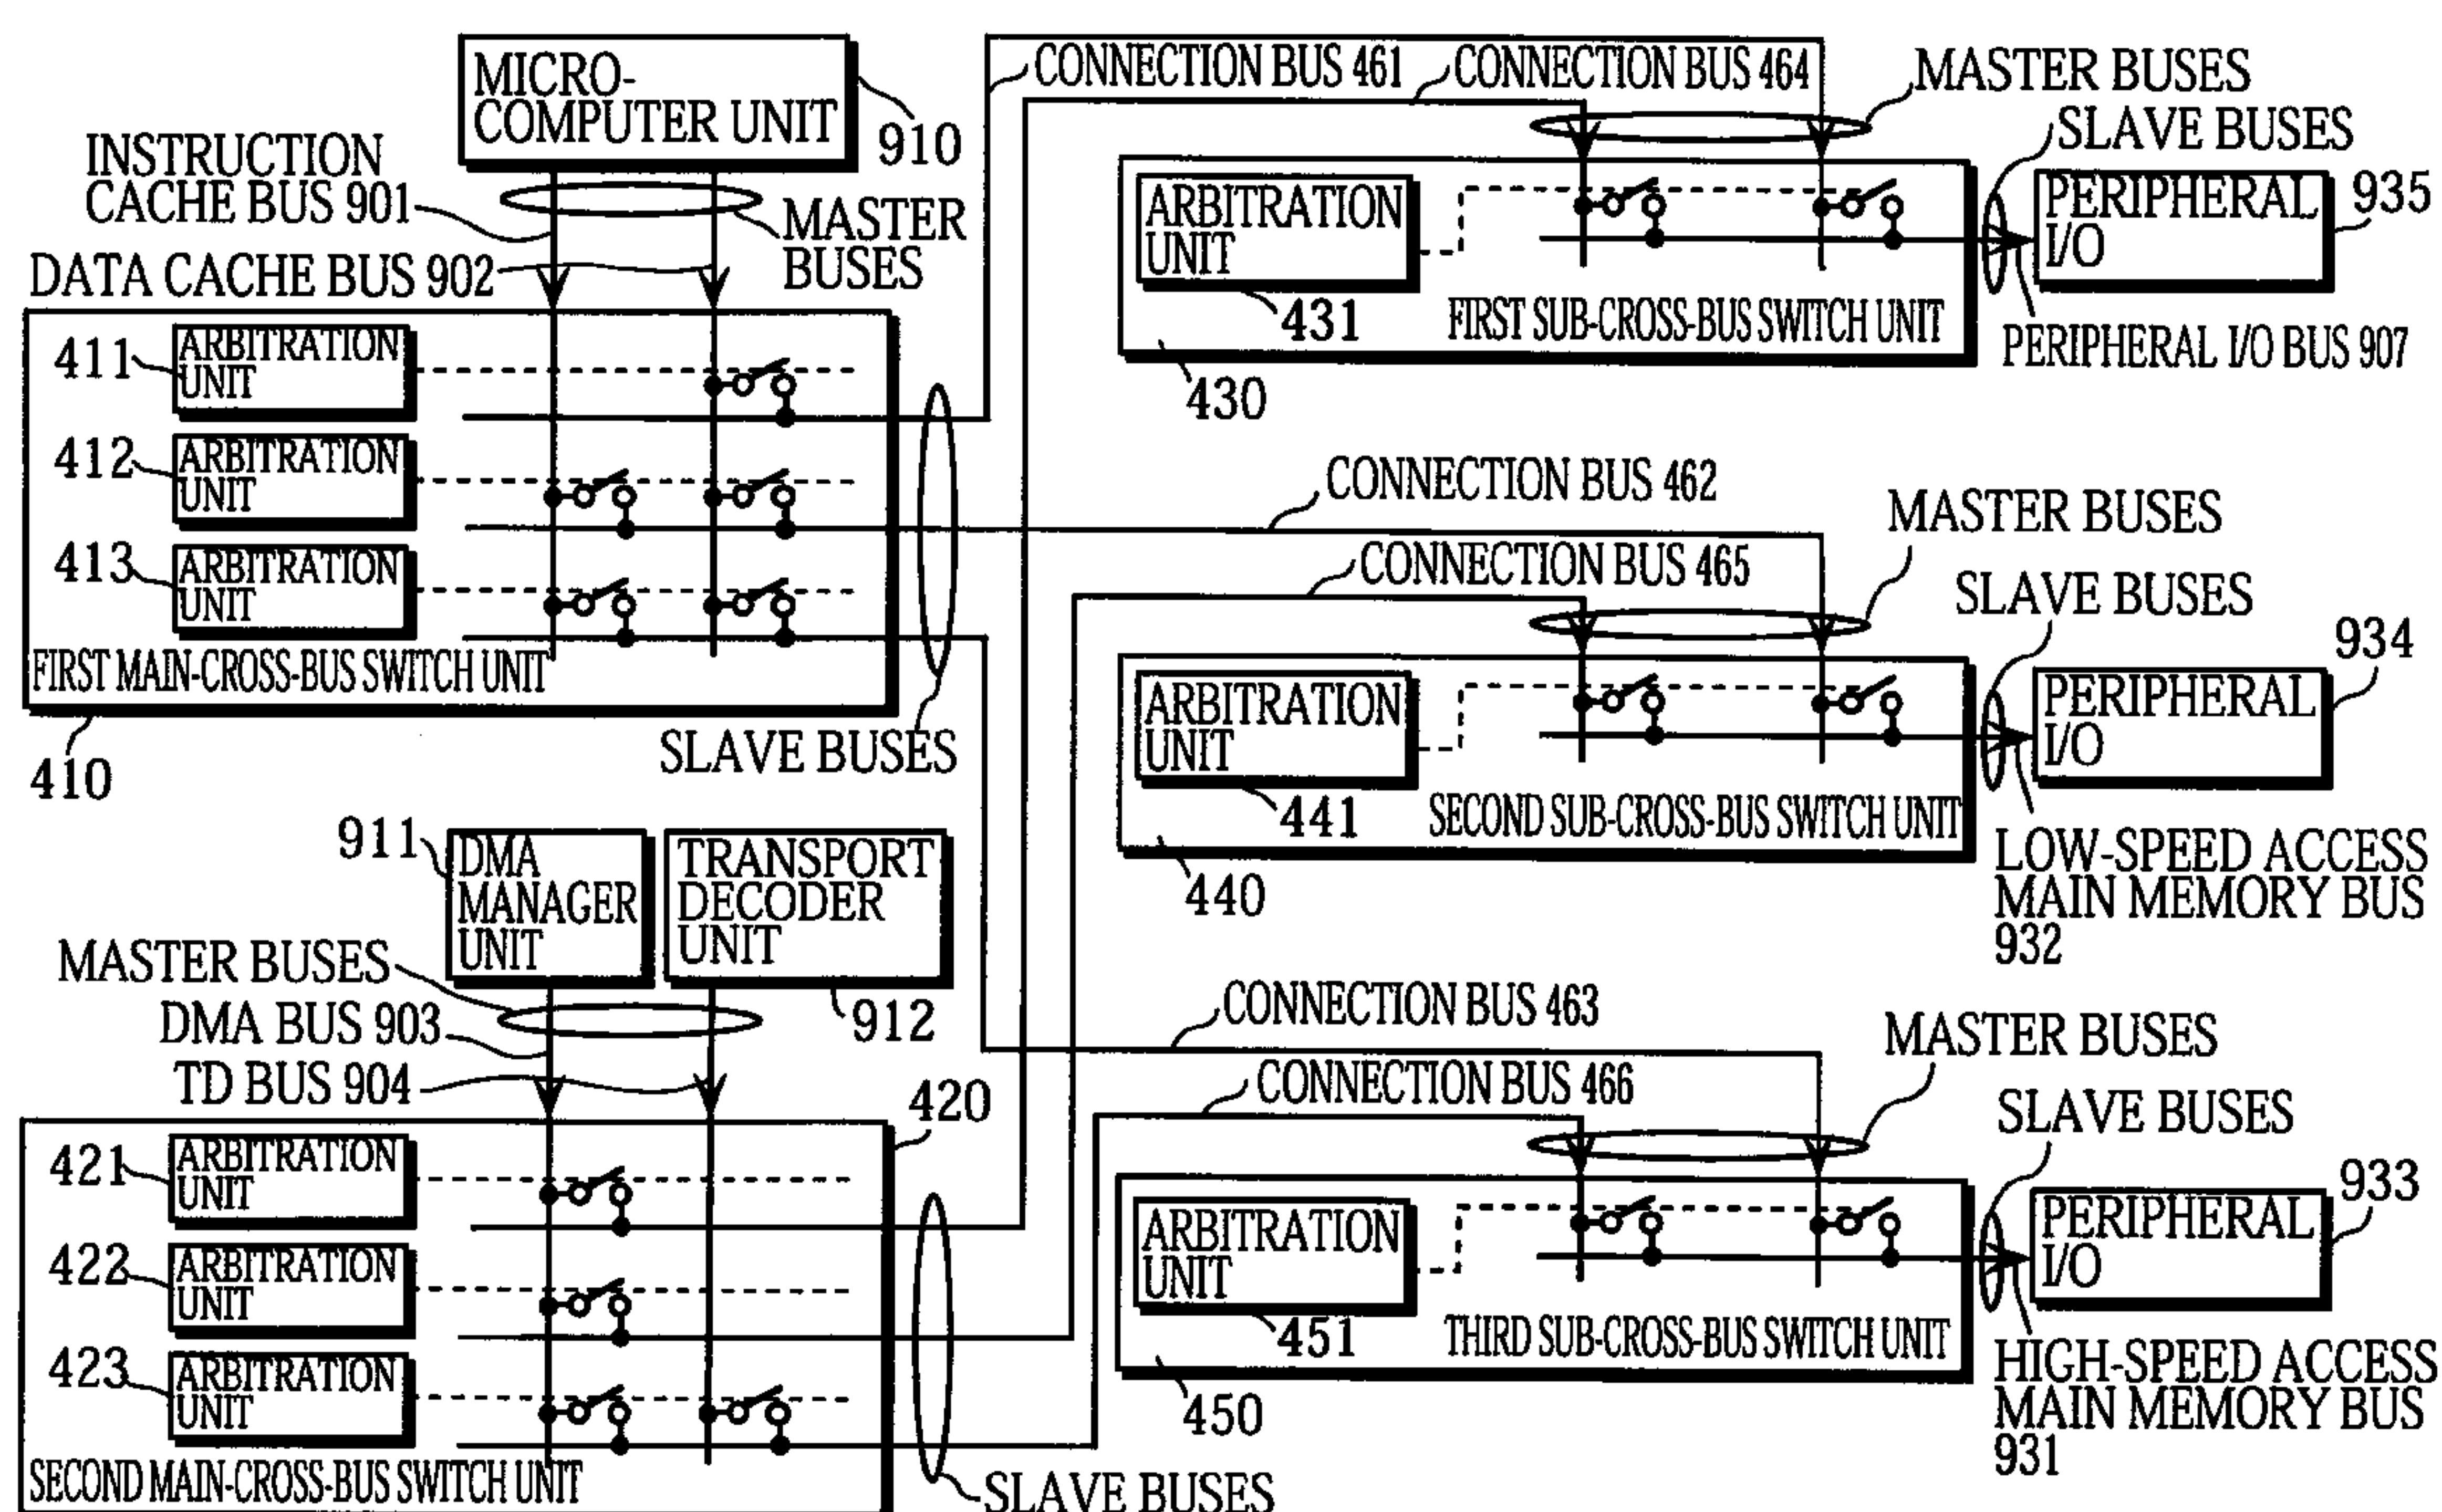 MICRO-
COMPUTER UNIT
910
INSTRUCTION
CACHE BUS 901
MASTER
BUSES
DATA CACHE BUS 902
411
ARBITRATION
UNIT
412
ARBITRATION
UNIT
413
ARBITRATION
UNIT
FIRST MAIN-CROSS-BUS SWITCH UNIT
410
SLAVE BUSES
CONNECTION BUS 461
CONNECTION BUS 464
MASTER BUSES
SLAVE BUSES
ARBITRATION
UNIT
431
FIRST SUB-CROSS-BUS SWITCH UNIT
430
PERIPHERAL
I/O
935
PERIPHERAL I/O BUS 907
CONNECTION BUS 462
CONNECTION BUS 465
MASTER BUSES
SLAVE BUSES
ARBITRATION
UNIT
441
SECOND SUB-CROSS-BUS SWITCH UNIT
440
PERIPHERAL
I/O
934
LOW-SPEED ACCESS
MAIN MEMORY BUS
932
911
DMA
MANAGER
UNIT
TRANSPORT
DECODER
UNIT
912
MASTER BUSES
DMA BUS 903
TD BUS 904
420
421
ARBITRATION
UNIT
422
ARBITRATION
UNIT
423
ARBITRATION
UNIT
SECOND MAIN-CROSS-BUS SWITCH UNIT
SLAVE BUSES
CONNECTION BUS 463
CONNECTION BUS 466
MASTER BUSES
SLAVE BUSES
ARBITRATION
UNIT
451
THIRD SUB-CROSS-BUS SWITCH UNIT
450
PERIPHERAL
I/O
933
HIGH-SPEED ACCESS
MAIN MEMORY BUS
931